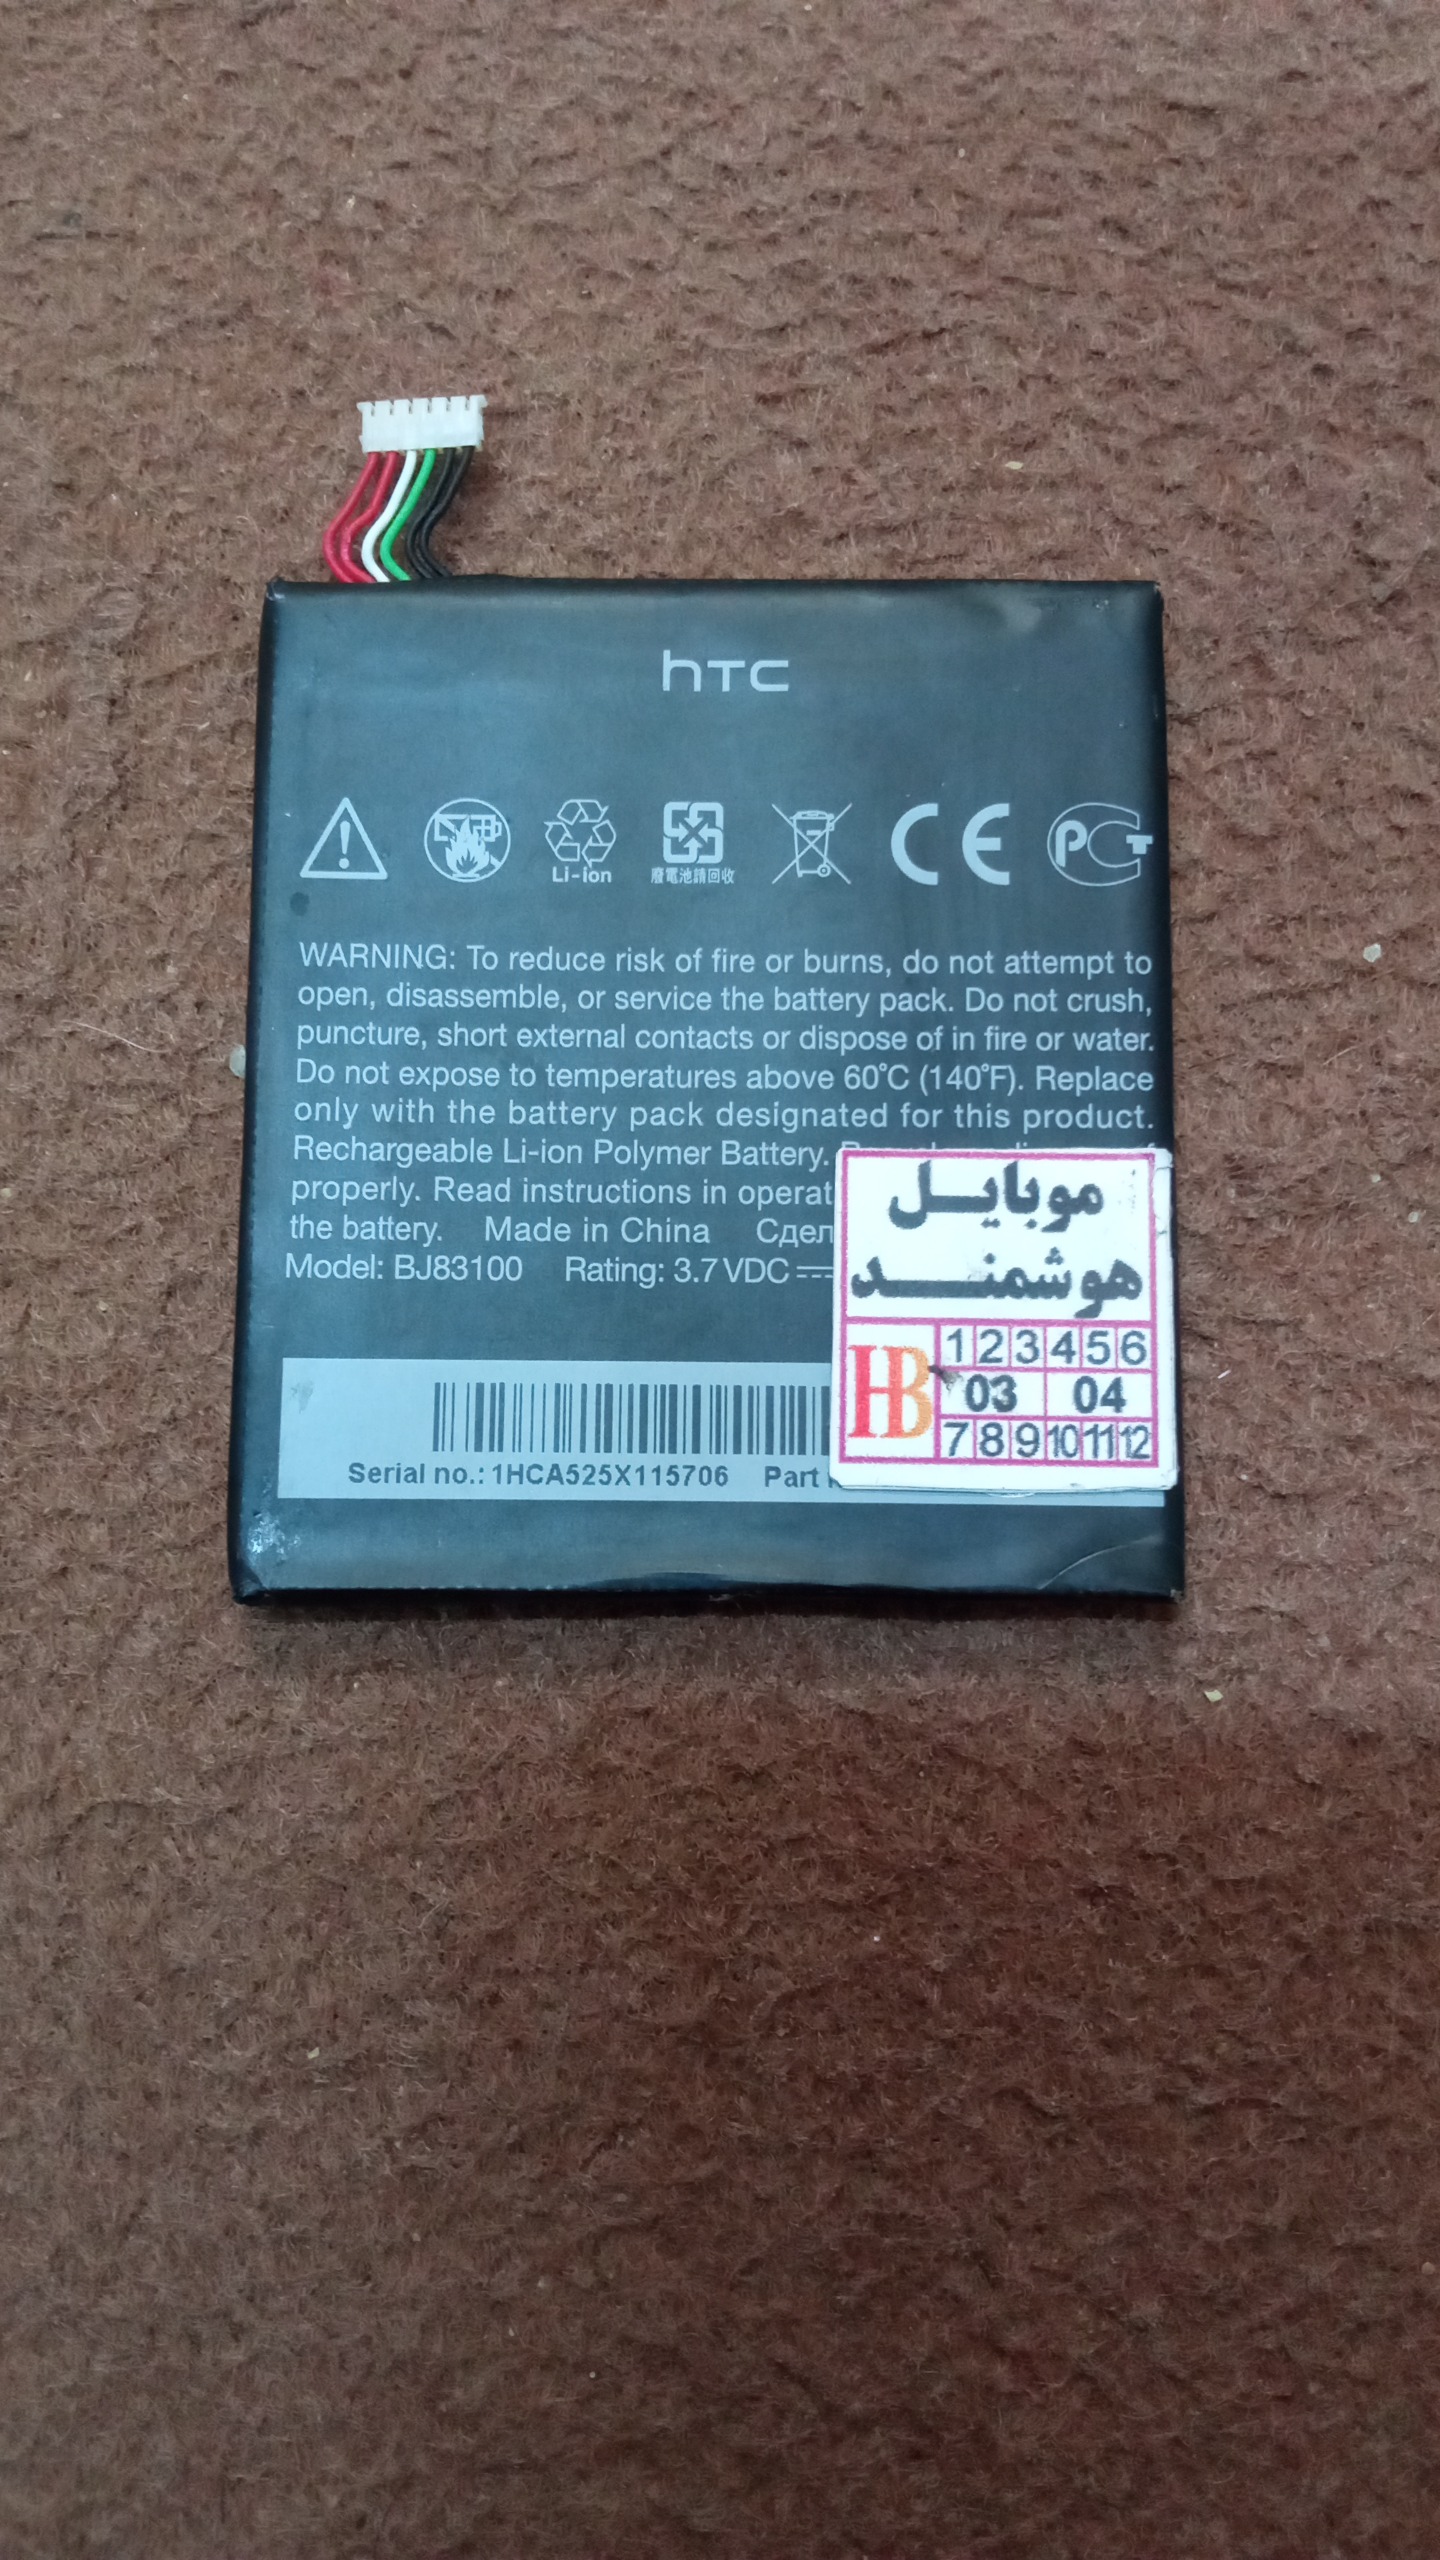 hTC
Li-ion
廢電池請回收
CE
WARNING: To reduce risk of fire or burns, do not attempt to
open, disassemble, or service the battery pack. Do not crush,
puncture, short external contacts or dispose of in fire or water.
Do not expose to temperatures above 60°C (140°F). Replace
only with the battery pack designated for this product.
Rechargeable Li-ion Polymer Battery.
properly. Read instructions in operat
the battery. Made in China Сдел
Model: BJ83100 Rating: 3.7 VDC
Serial no.: 1HCA525X115706 Part
موبایل
هوشمند
HB
1 2 3 4 5 6
03 04
7 8 9 10 11 12